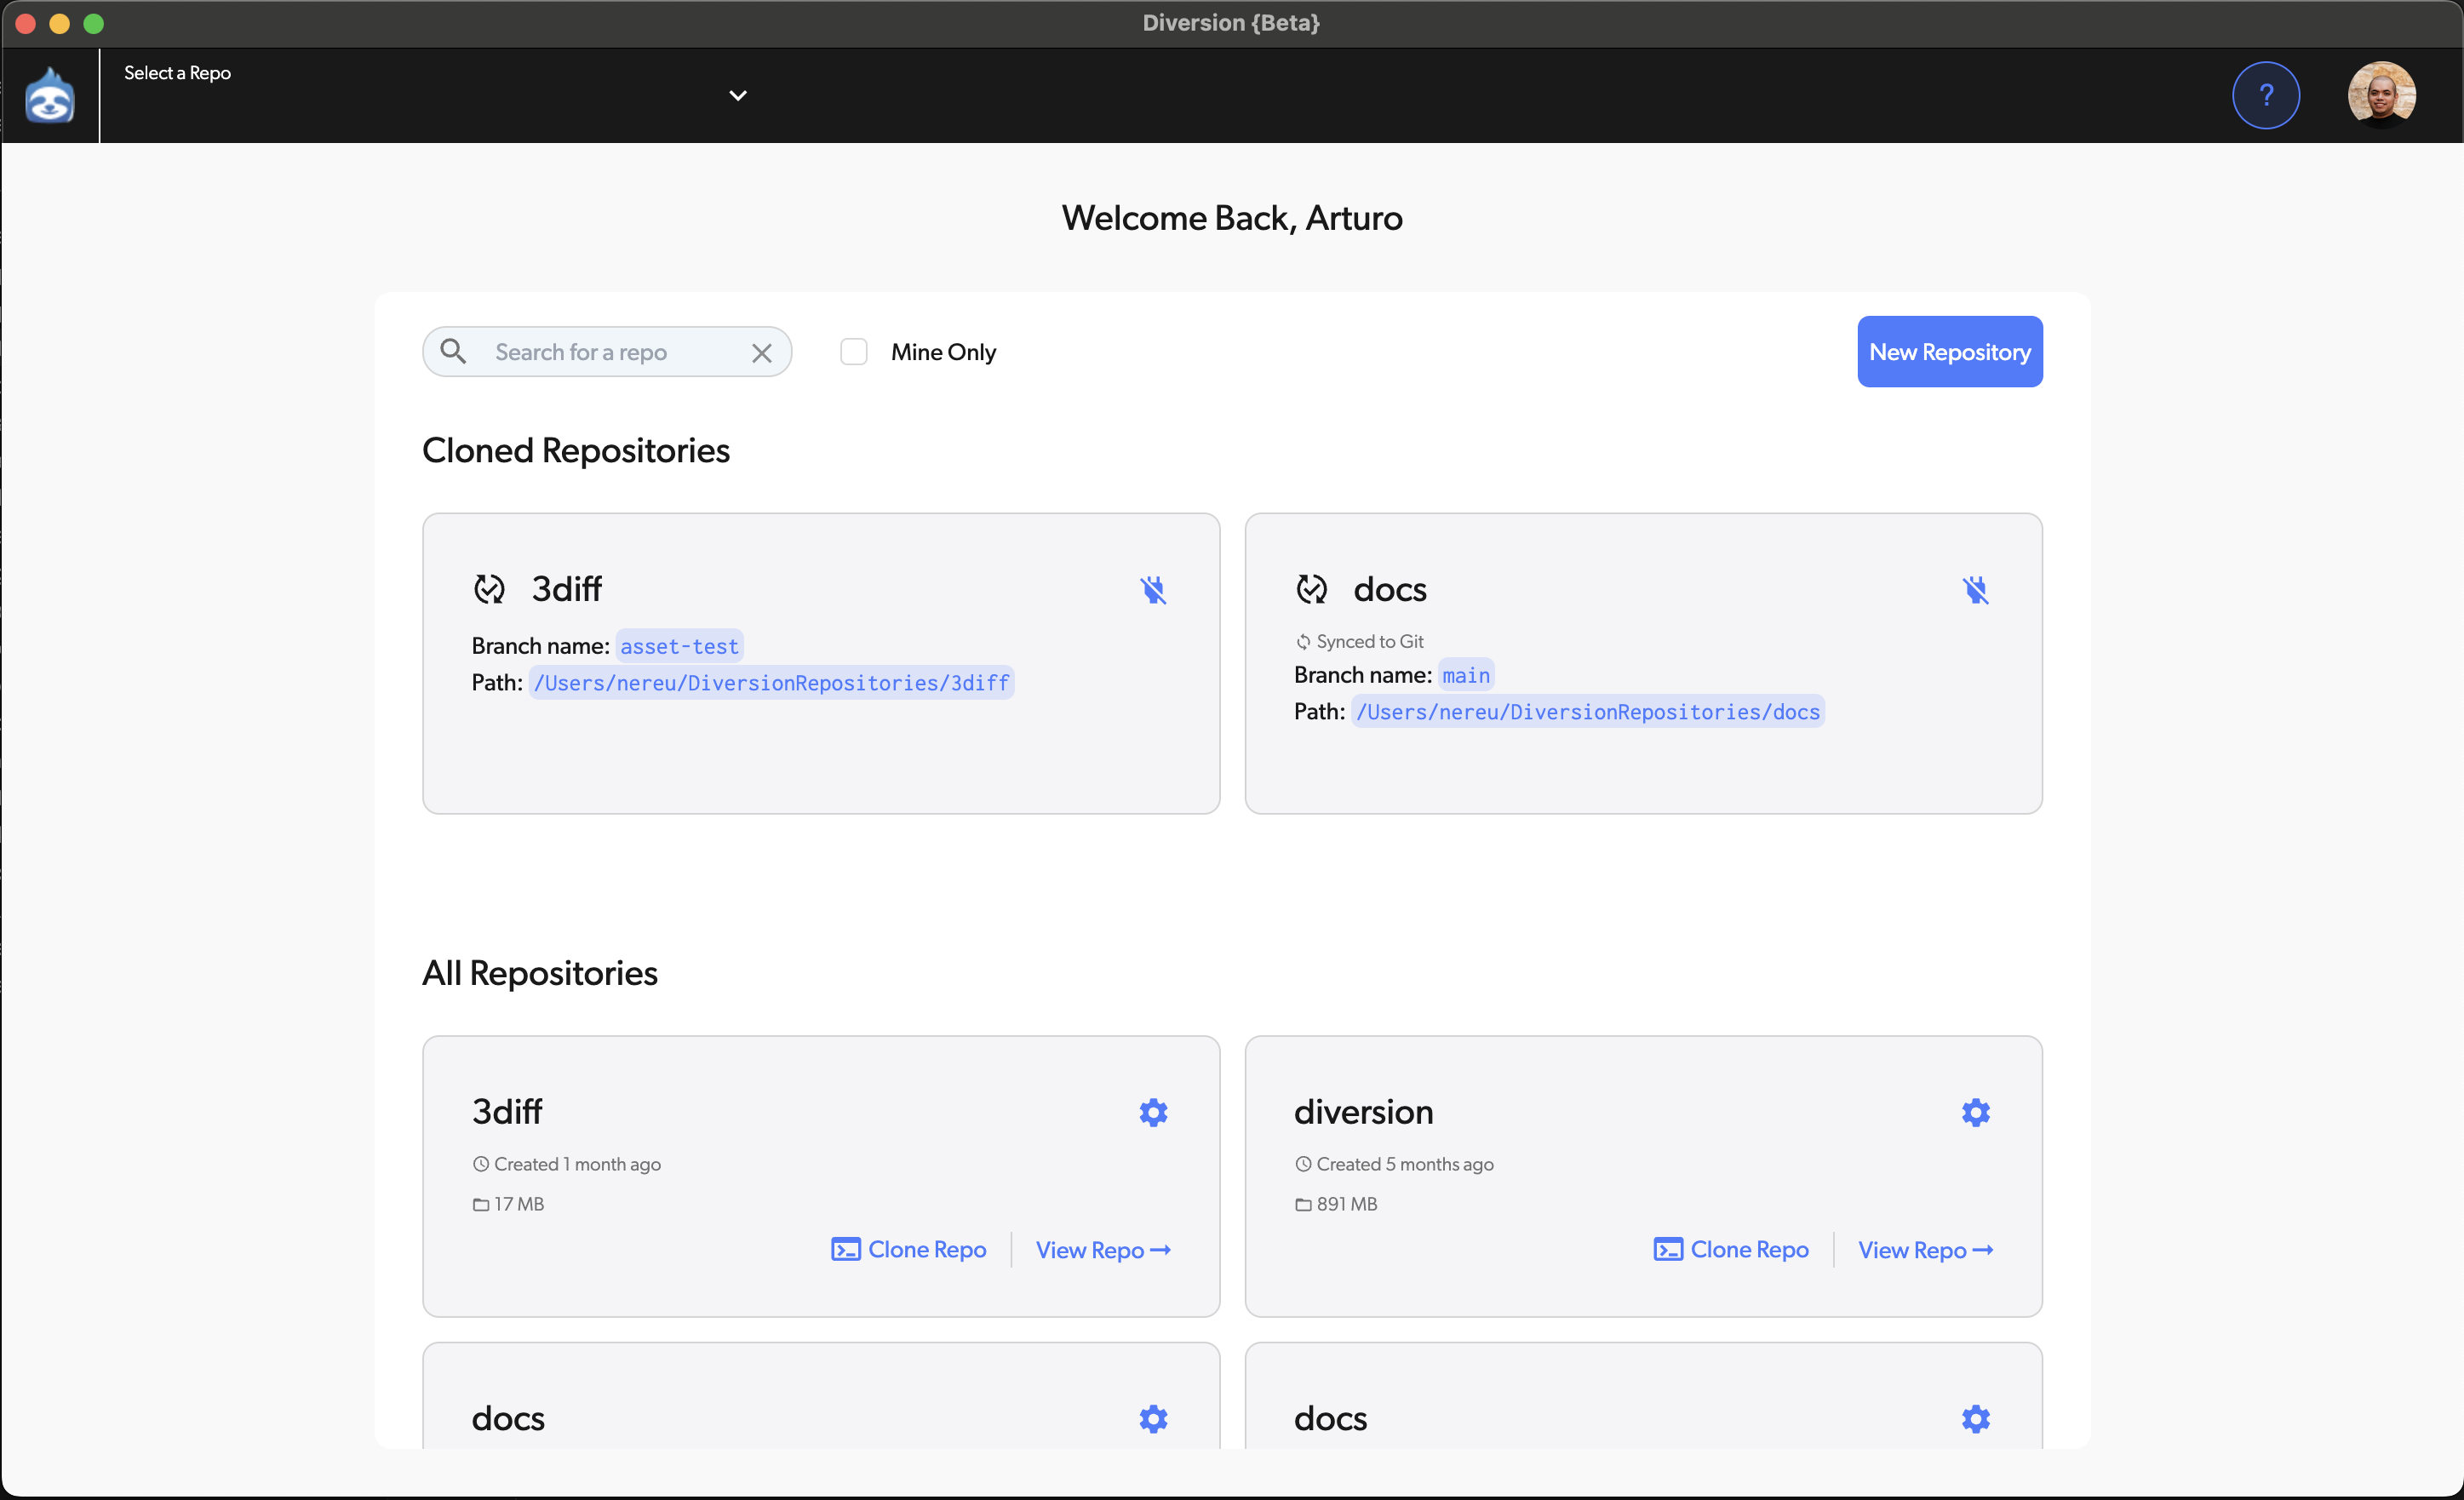 Diversion {Beta}
Select a Repo
?
Welcome Back, Arturo
Search for a repo
Mine Only
New Repository
Cloned Repositories
3diff
Branch name: asset-test
Path: /Users/nereu/DiversionRepositories/3diff
docs
Synced to Git
Branch name: main
Path: /Users/nereu/DiversionRepositories/docs
All Repositories
3diff
Created 1 month ago
17 MB
Clone Repo
View Repo →
diversion
Created 5 months ago
891 MB
Clone Repo
View Repo →
docs
docs